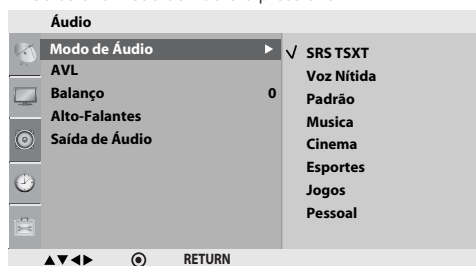 Áudio
Modo de Áudio
AVL
Balanço 0
Alto-Falantes
Saída de Áudio
√ SRS TSXT
Voz Nítida
Padrão
Musica
Cinema
Esportes
Jogos
Pessoal
RETURN